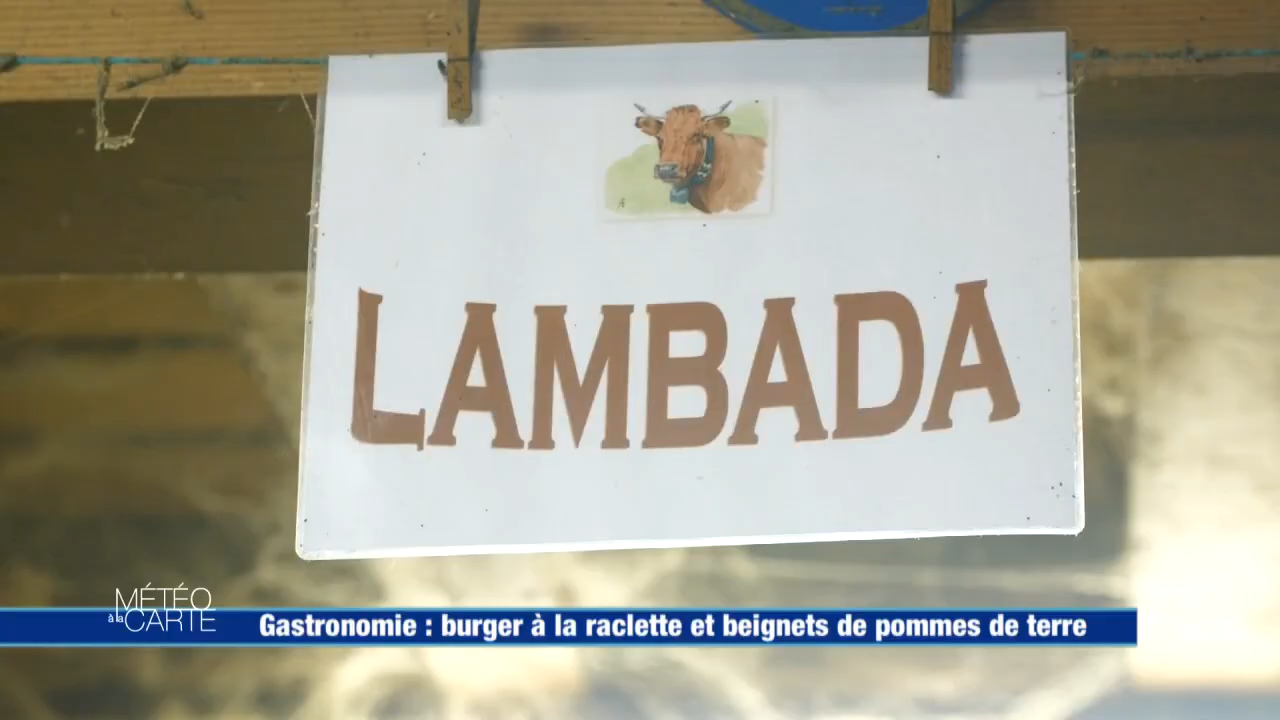 LAMBADA
MÉTÉO
à la CARTE
Gastronomie : burger à la raclette et beignets de pommes de terre